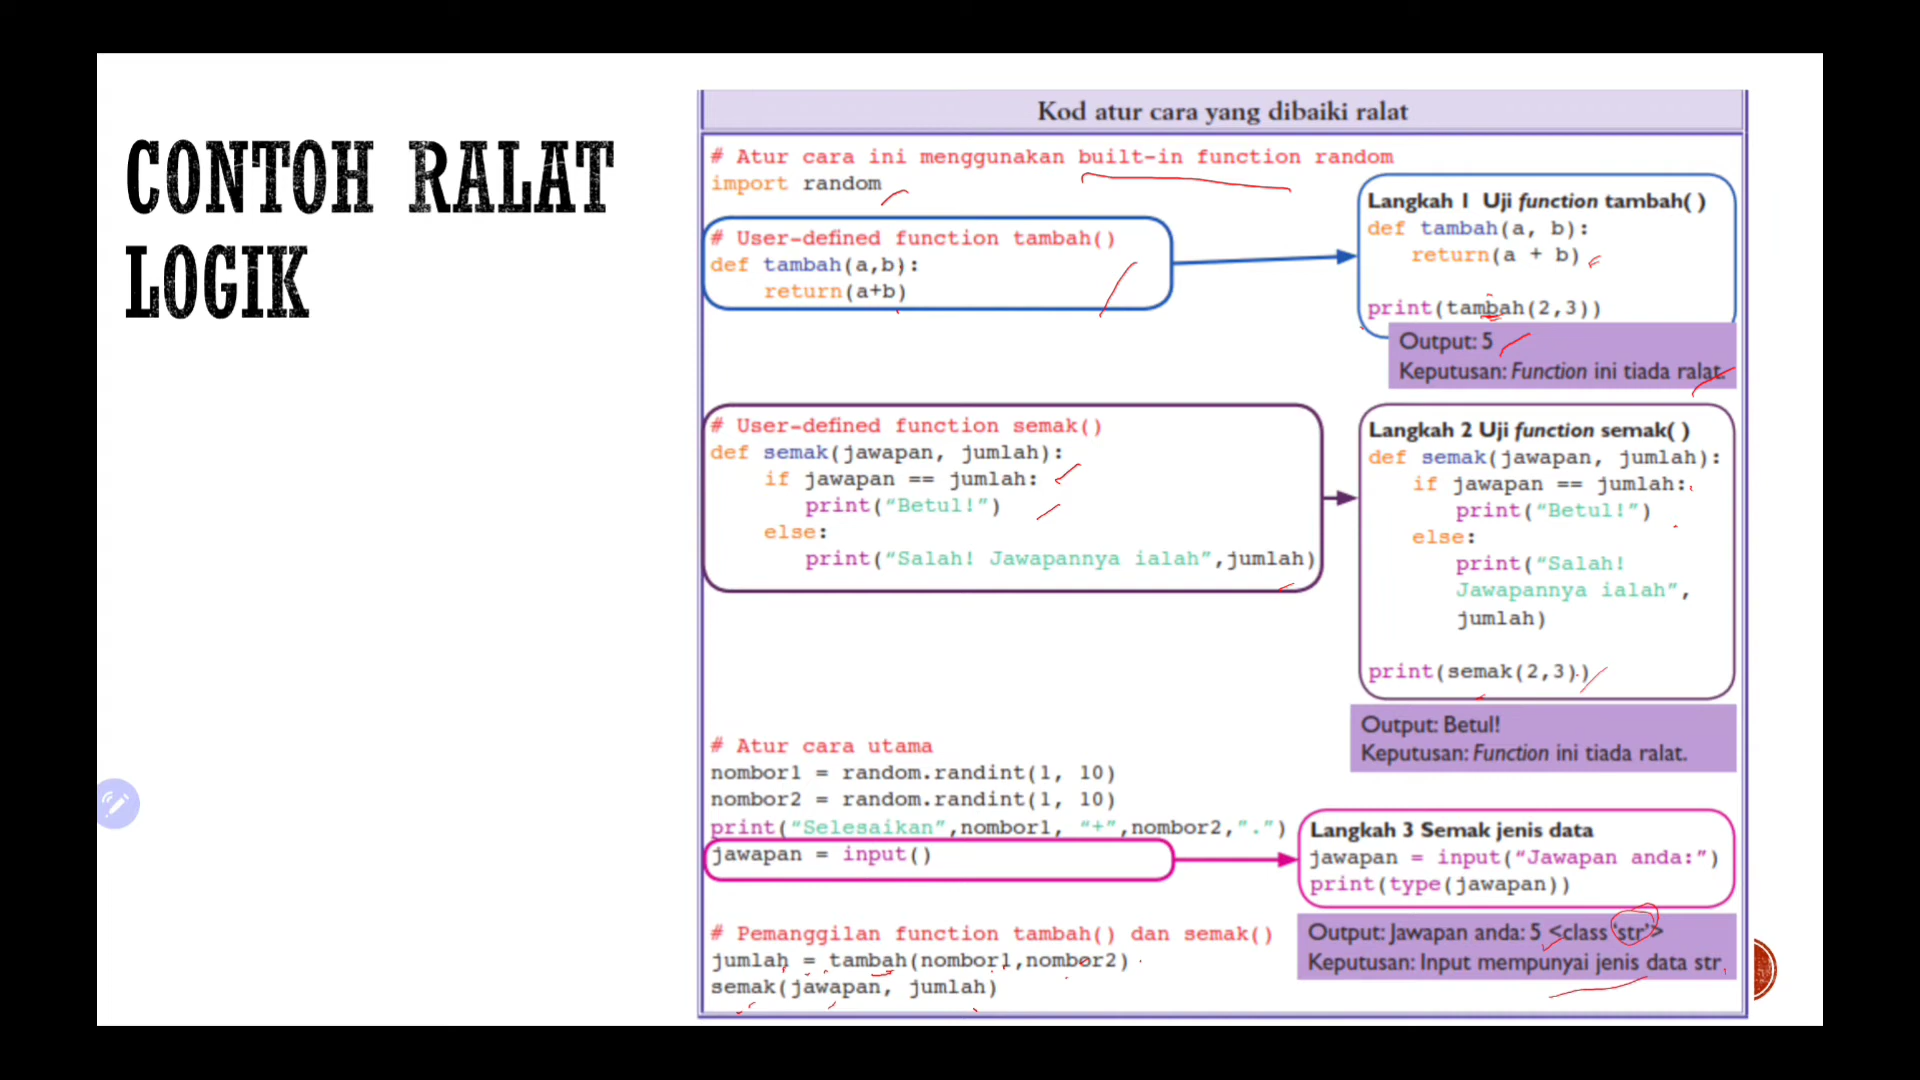 CONTOH RALAT
LOGIK
Kod atur cara yang dibaiki ralat
# Atur cara ini menggunakan built-in function random
import random
# User-defined function tambah()
def tambah(a,b):
return(a+b)
Langkah 1 Uji function tambah( )
def tambah(a, b):
return(a + b)
print(tambah(2,3))
Output: 5
Keputusan: Function ini tiada ralat.
# User-defined function semak()
def semak(jawapan, jumlah):
if jawapan == jumlah:
print(“Betul!”)
else:
print(“Salah! Jawapannya ialah”,jumlah)
Langkah 2 Uji function semak( )
def semak(jawapan, jumlah):
if jawapan == jumlah:
print(“Betul!”)
else:
print(“Salah!
Jawapannya ialah”,
jumlah)
print(semak(2,3))
Output: Betul!
Keputusan: Function ini tiada ralat.
# Atur cara utama
nombor1 = random.randint(1, 10)
nombor2 = random.randint(1, 10)
print(“Selesaikan”,nombor1, “+”,nombor2,”.”)
jawapan = input()
Langkah 3 Semak jenis data
jawapan = input(“Jawapan anda:”)
print(type(jawapan))
Output: Jawapan anda: 5 <class ‘str’>
Keputusan: Input mempunyai jenis data str.
# Pemanggilan function tambah() dan semak()
jumlah = tambah(nombor1,nombor2)
semak(jawapan, jumlah)